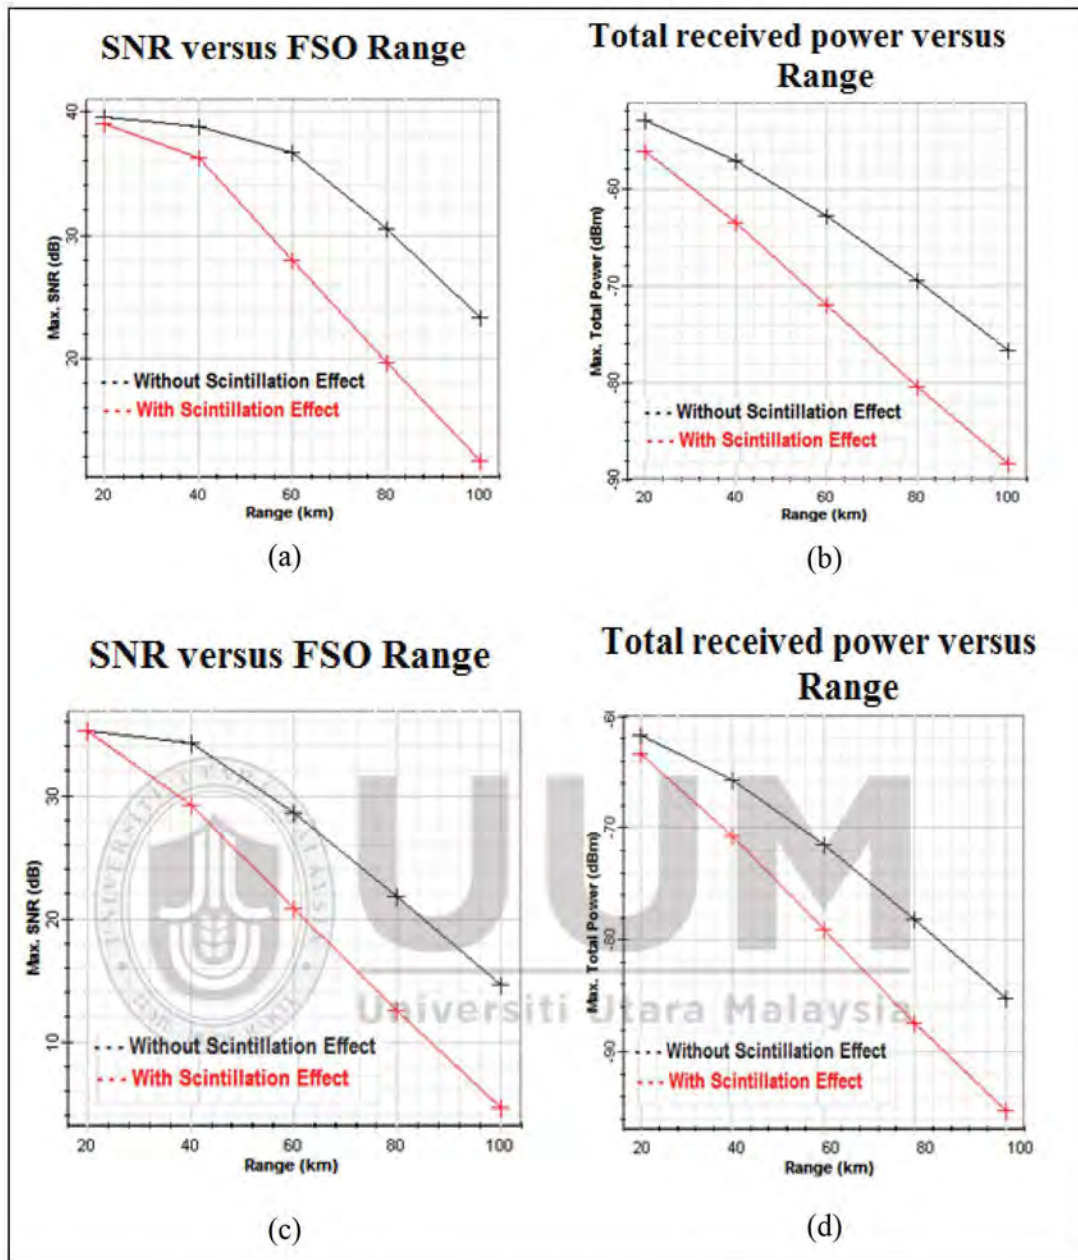 SNR versus FSO Range
40
30
20
Max. SNR (dB)
Without Scintillation Effect
With Scintillation Effect
20 40 60 80 100
Range (km)
(a)
Total received power versus
Range
-60
-70
-80
-90
Max. Total Power (dBm)
Without Scintillation Effect
With Scintillation Effect
20 40 60 80 100
Range (km)
(b)
SNR versus FSO Range
30
20
10
Max. SNR (dB)
Without Scintillation Effect
With Scintillation Effect
20 40 60 80 100
Range (km)
(c)
Total received power versus
Range
-60
-70
-80
-90
Max. Total Power (dBm)
Without Scintillation Effect
With Scintillation Effect
20 40 60 80 100
Range (km)
(d)
UUM
Universiti Utara Malaysia